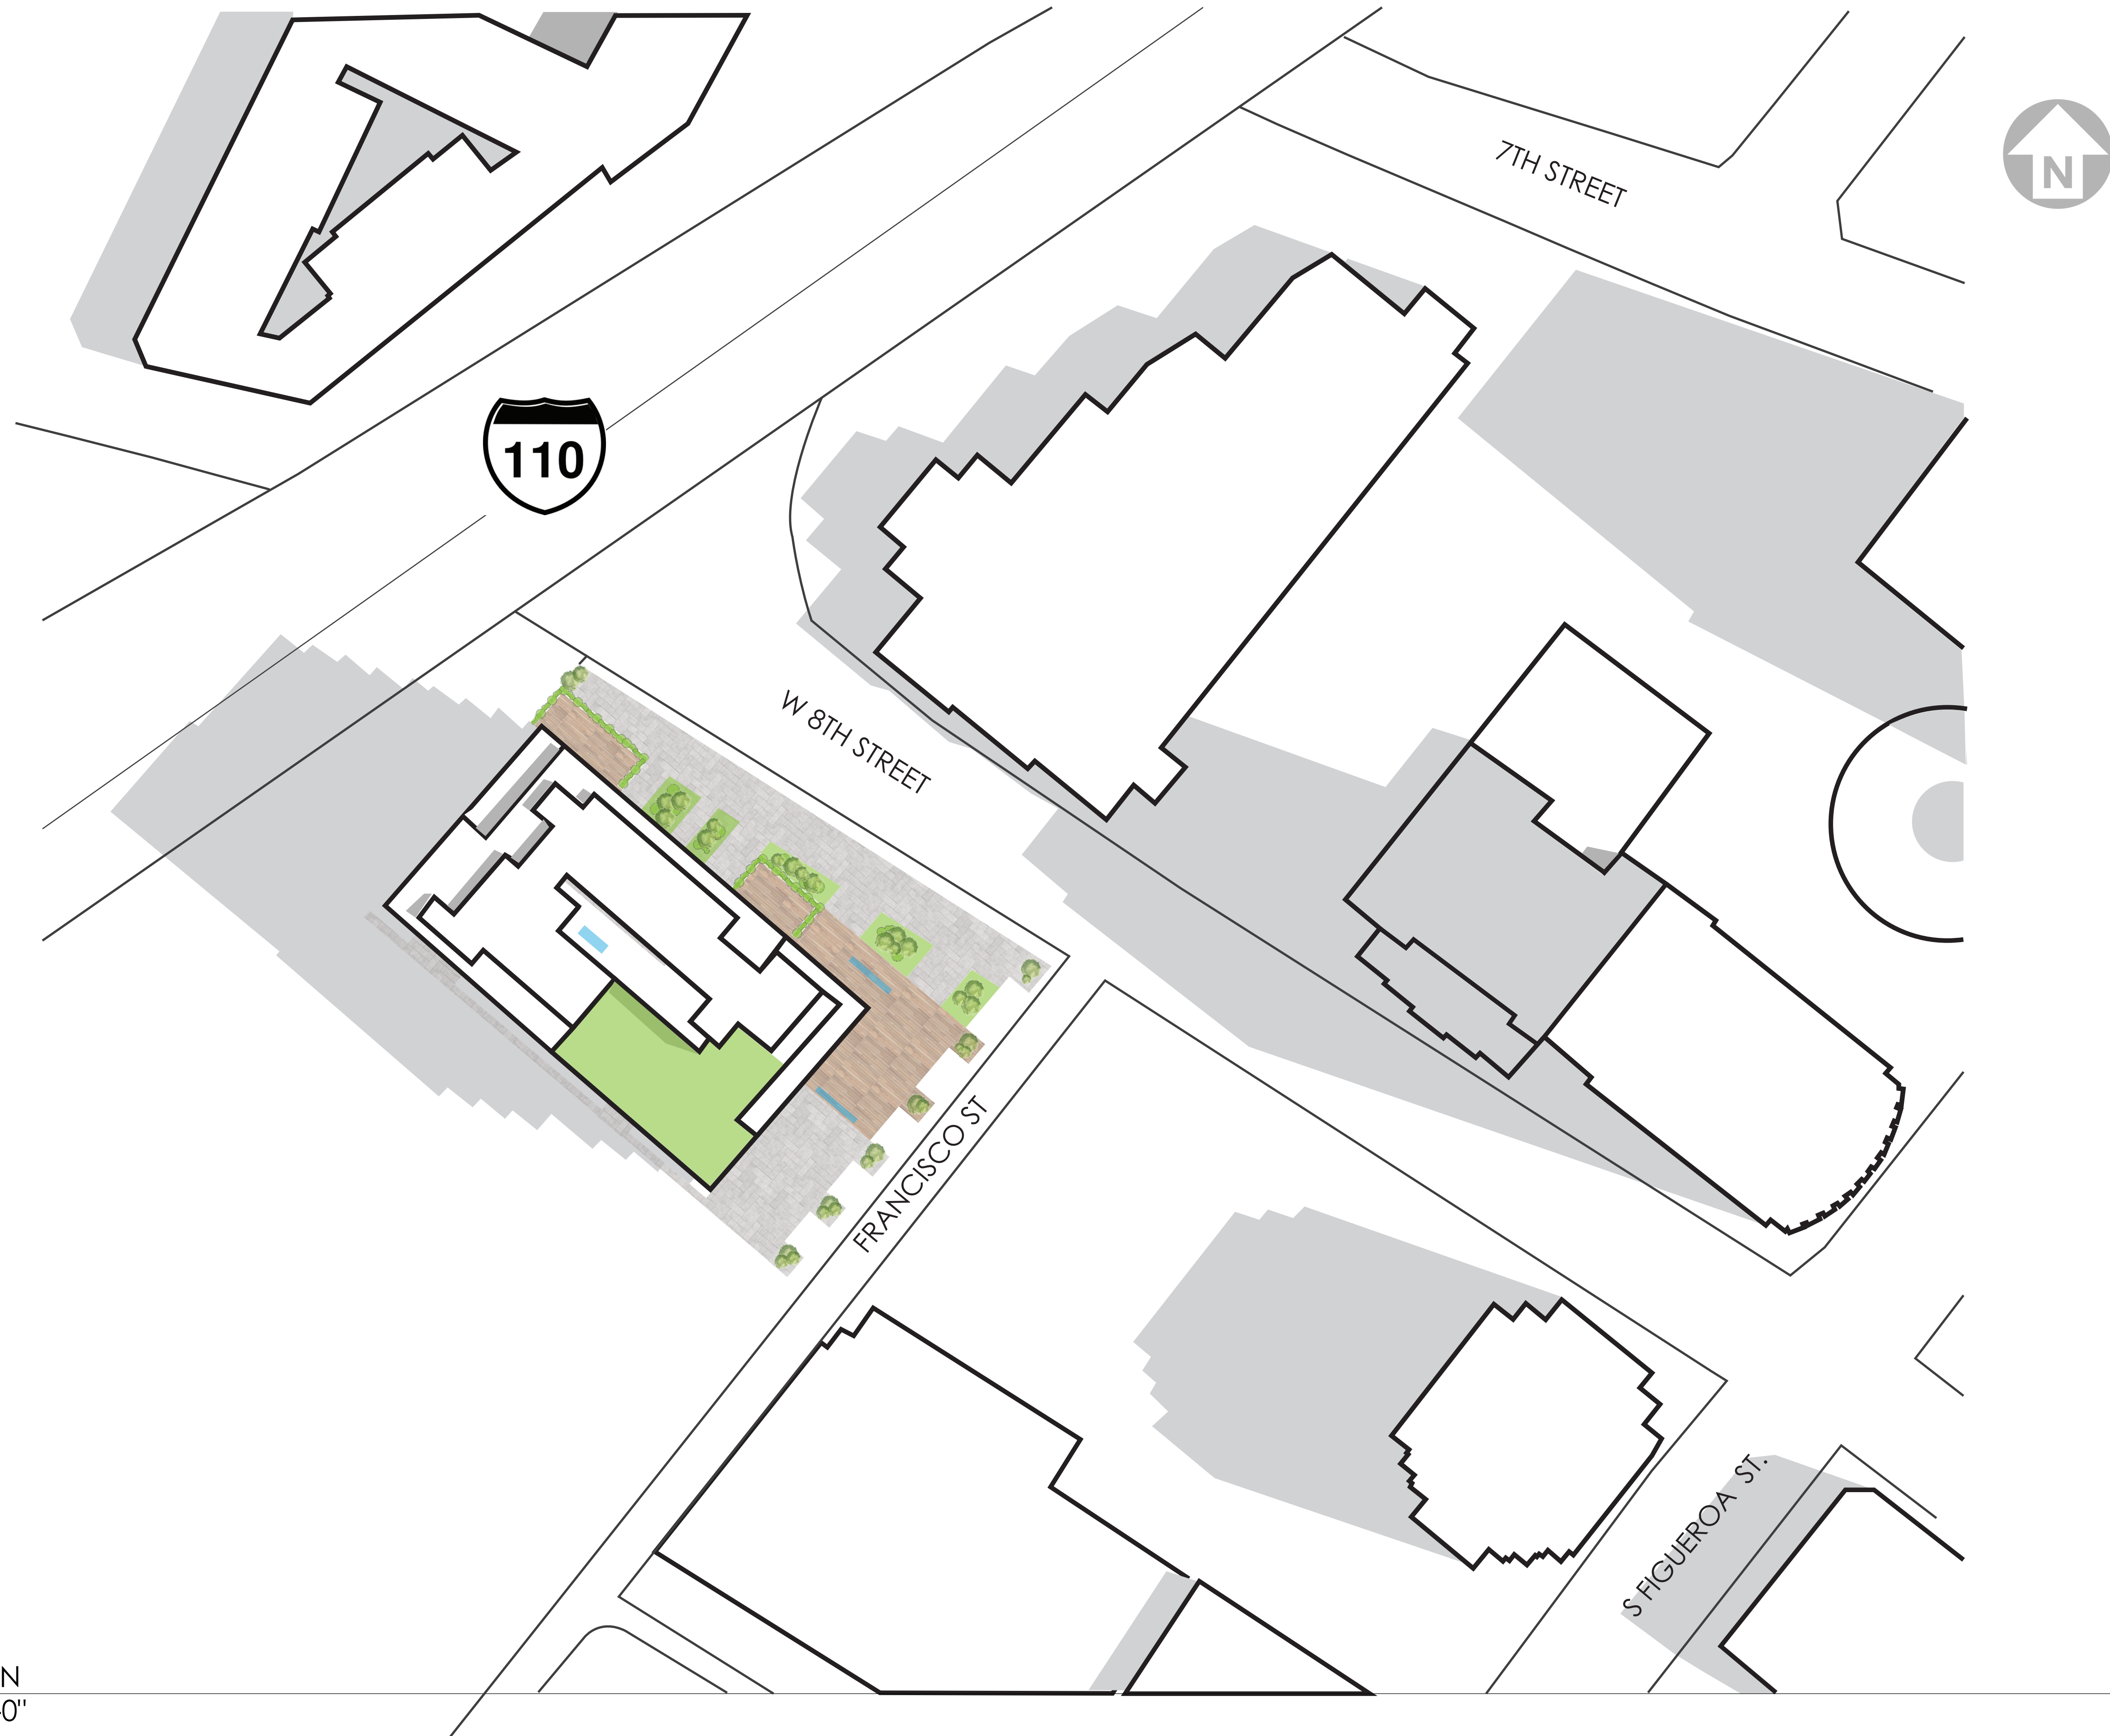 7TH STREET
N
110
W 8TH STREET
FRANCISCO ST
S FIGUEROA ST.
N
0"